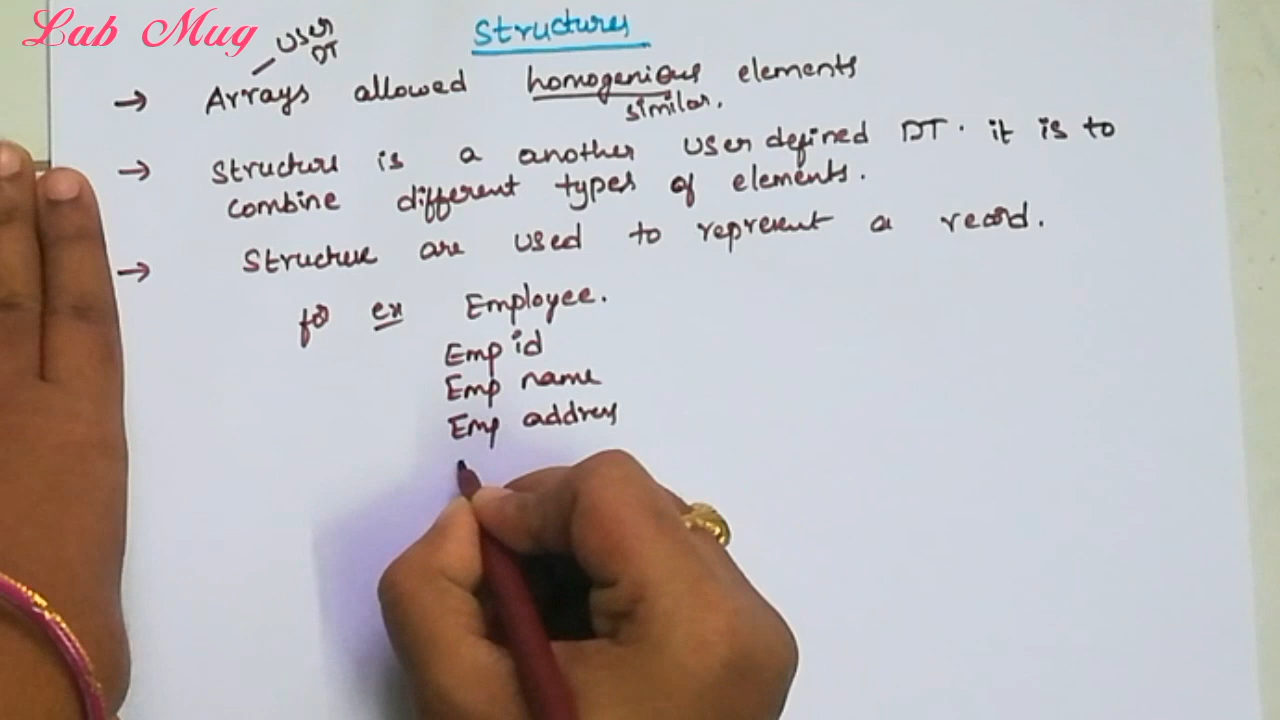 Lab Mug
User
DT
Structures
→ Arrays allowed homogenious elements
similar.
→ Structure is a another user defined DT. it is to
combine different types of elements.
→ Structure are used to represent a record.
for ex Employee.
Emp id
Emp name
Emp address